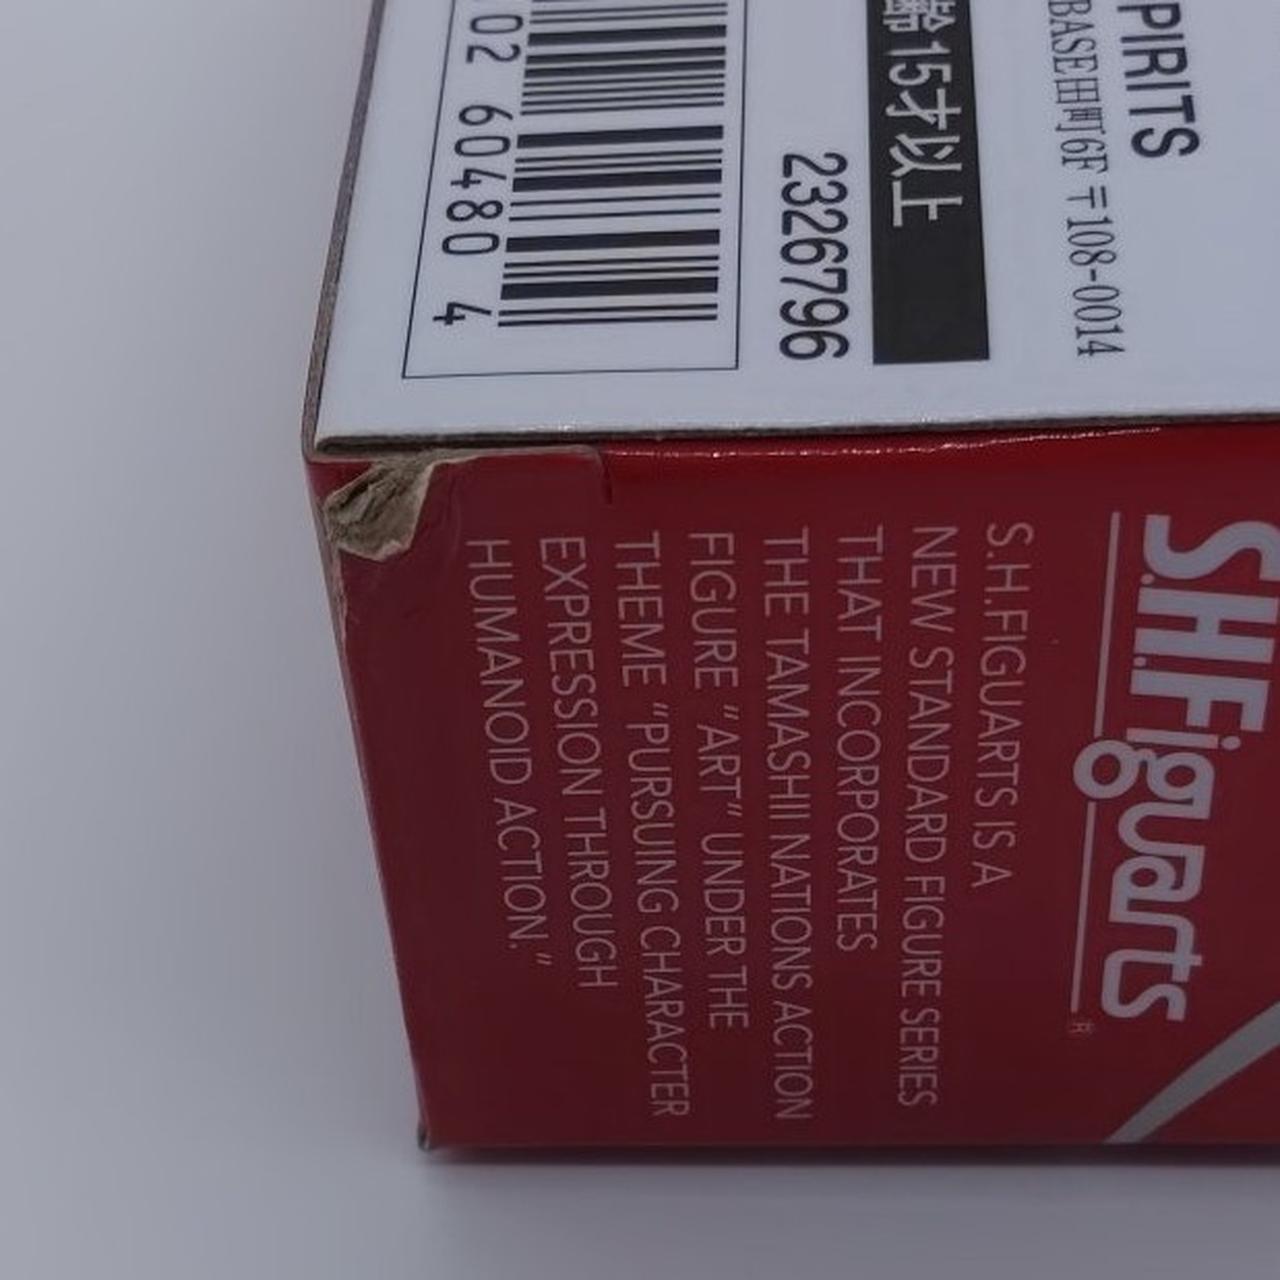 PIRITS
BASE田町6F 〒108-0014
齢15才以上
2326796
02 60480 4
S.H.Figuarts®
S.H.FIGUARTS IS A
NEW STANDARD FIGURE SERIES
THAT INCORPORATES
THE TAMASHII NATIONS ACTION
FIGURE "ART" UNDER THE
THEME "PURSUING CHARACTER
EXPRESSION THROUGH
HUMANOID ACTION."